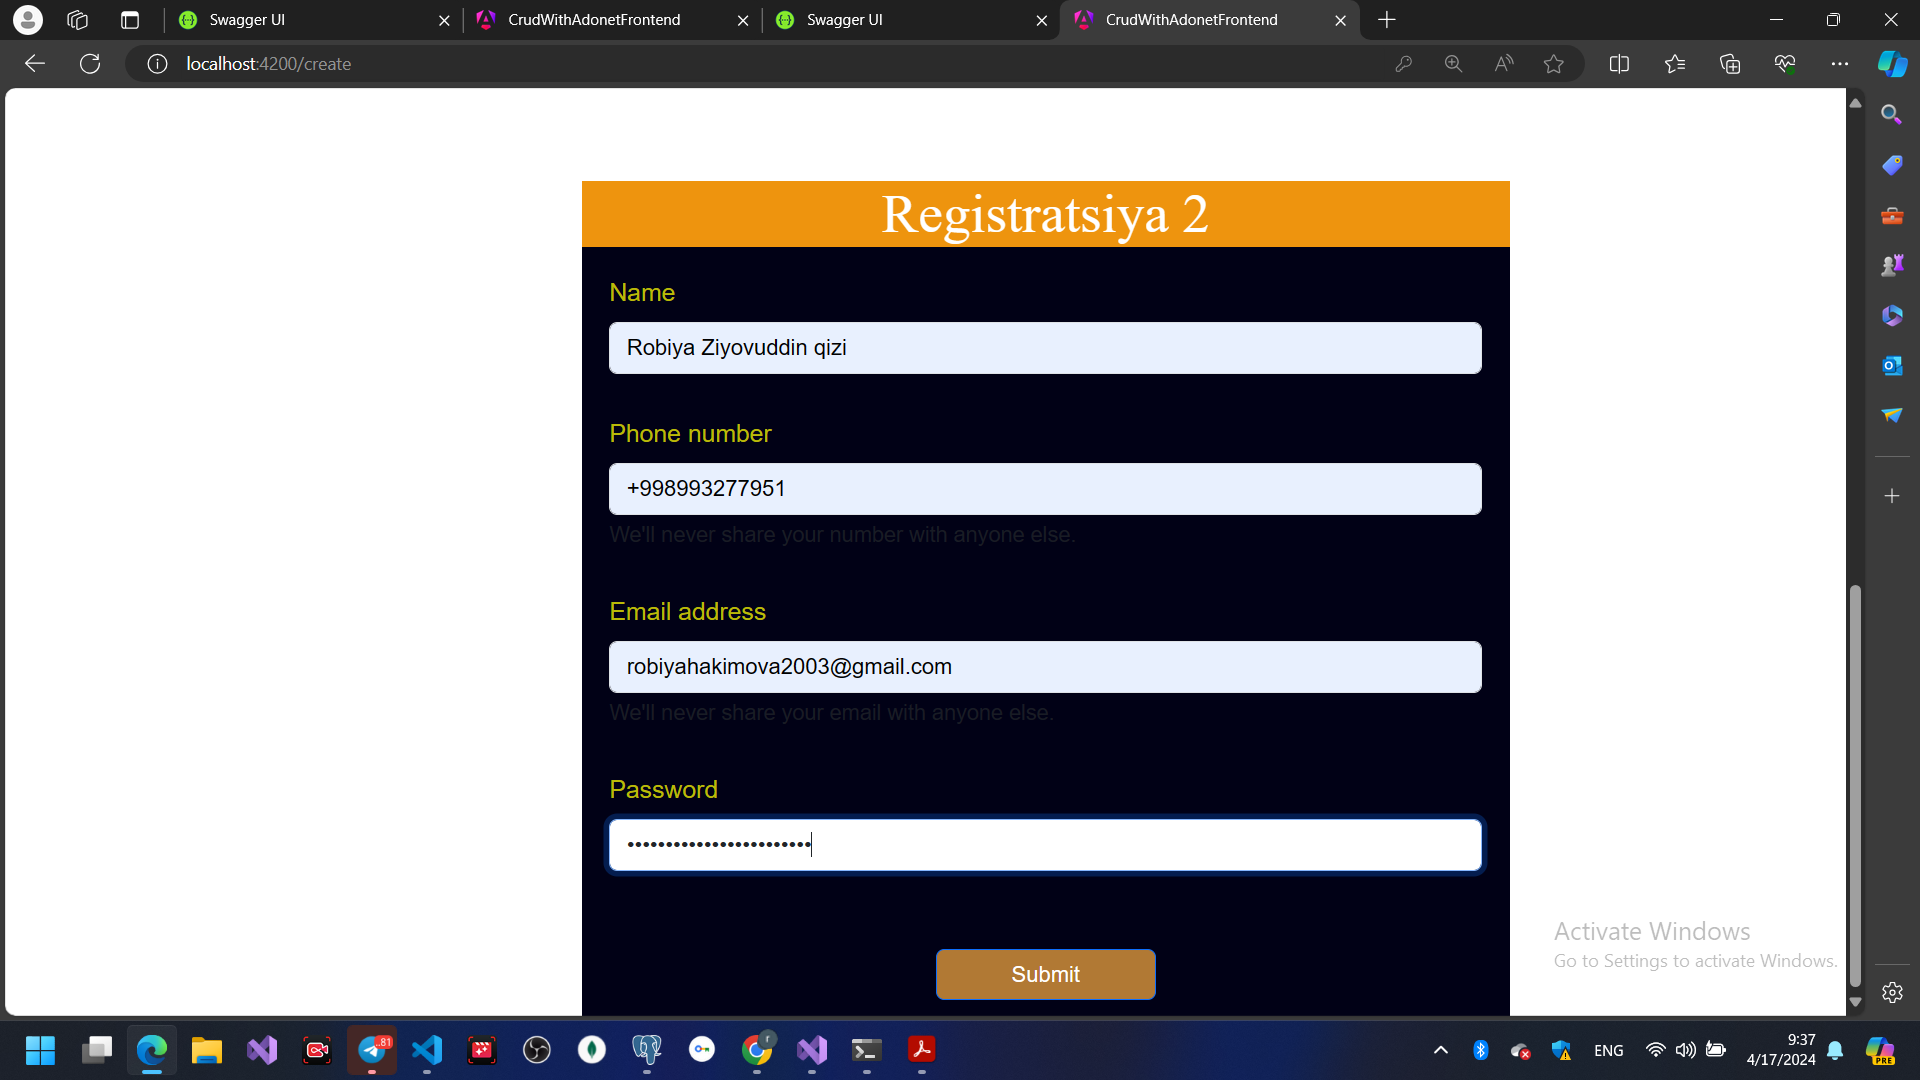 Swagger UI
CrudWithAdonetFrontend
Swagger UI
CrudWithAdonetFrontend
localhost:4200/create
Registratsiya 2
Name
Robiya Ziyovuddin qizi
Phone number
+998993277951
We'll never share your number with anyone else.
Email address
robiyahakimova2003@gmail.com
We'll never share your email with anyone else.
Password
Submit
Activate Windows
Go to Settings to activate Windows.
81
r
ENG
9:37
4/17/2024
PRE